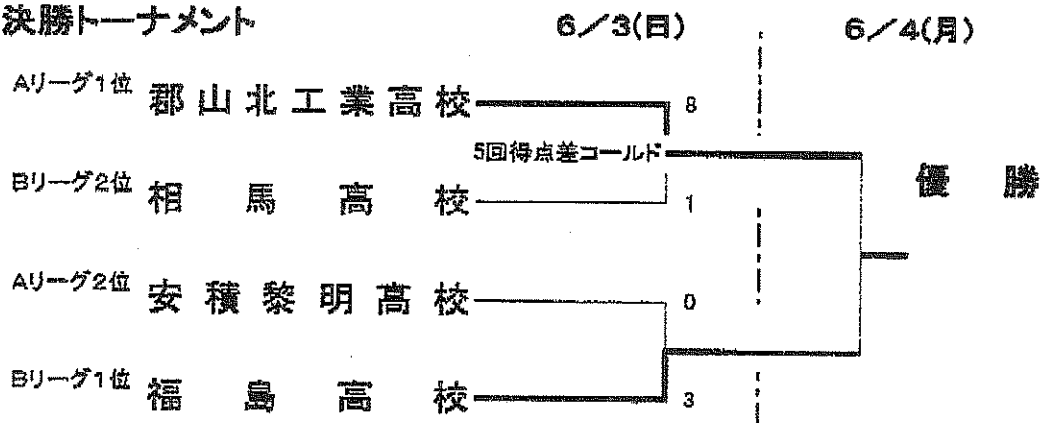 決勝トーナメント 6/3(日) 6/4(月)
Aリーグ1位 郡山北工業高校 8
5回得点差コールド
Bリーグ2位 相馬高校 1
優勝
Aリーグ2位 安積黎明高校 0
Bリーグ1位 福島高校 3